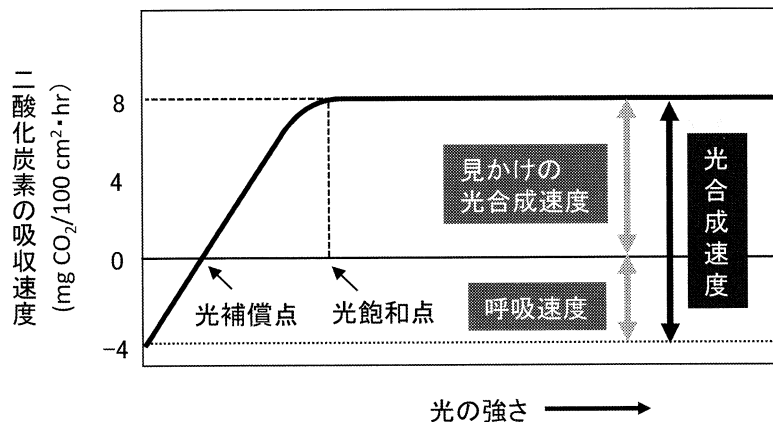 二酸化炭素の吸収速度
(mg CO₂/100 cm²・hr)
8
4
0
−4
見かけの
光合成速度
光合成速度
呼吸速度
光補償点
光飽和点
光の強さ